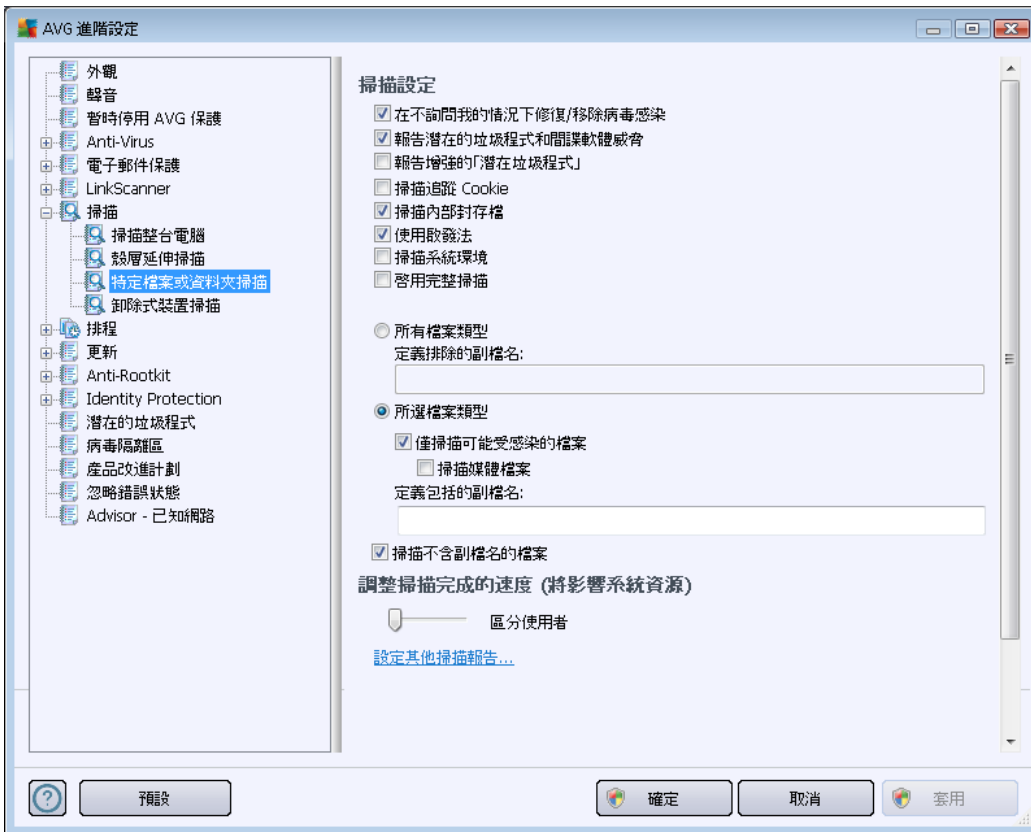 AVG 進階設定
外觀
聲音
暫時停用 AVG 保護
Anti-Virus
電子郵件保護
LinkScanner
掃描
掃描整台電腦
殼層延伸掃描
特定檔案或資料夾掃描
卸除式裝置掃描
排程
更新
Anti-Rootkit
Identity Protection
潛在的垃圾程式
病毒隔離區
產品改進計劃
忽略錯誤狀態
Advisor - 已知網路
掃描設定
在不詢問我的情況下修復/移除病毒感染
報告潛在的垃圾程式和間諜軟體威脅
報告增強的「潛在垃圾程式」
掃描追蹤 Cookie
掃描內部封存檔
使用啟發法
掃描系統環境
啓用完整掃描
所有檔案類型
定義排除的副檔名:
所選檔案類型
僅掃描可能受感染的檔案
掃描媒體檔案
定義包括的副檔名:
掃描不含副檔名的檔案
調整掃描完成的速度 (將影響系統資源)
區分使用者
設定其他掃描報告...
預設
確定
取消
套用